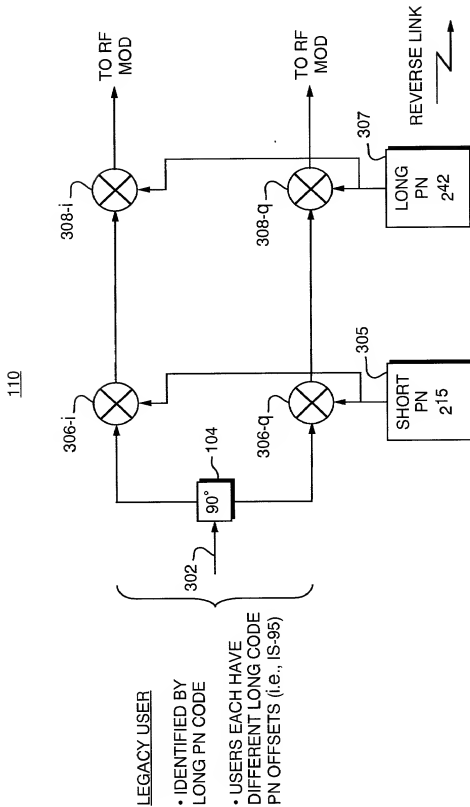 110
LEGACY USER
• IDENTIFIED BY
LONG PN CODE
• USERS EACH HAVE
DIFFERENT LONG CODE
PN OFFSETS (i.e., IS-95)
302
90°
104
306-i
306-q
308-i
308-q
TO RF
MOD
TO RF
MOD
305
SHORT
PN
2^15
307
LONG
PN
2^42
REVERSE LINK